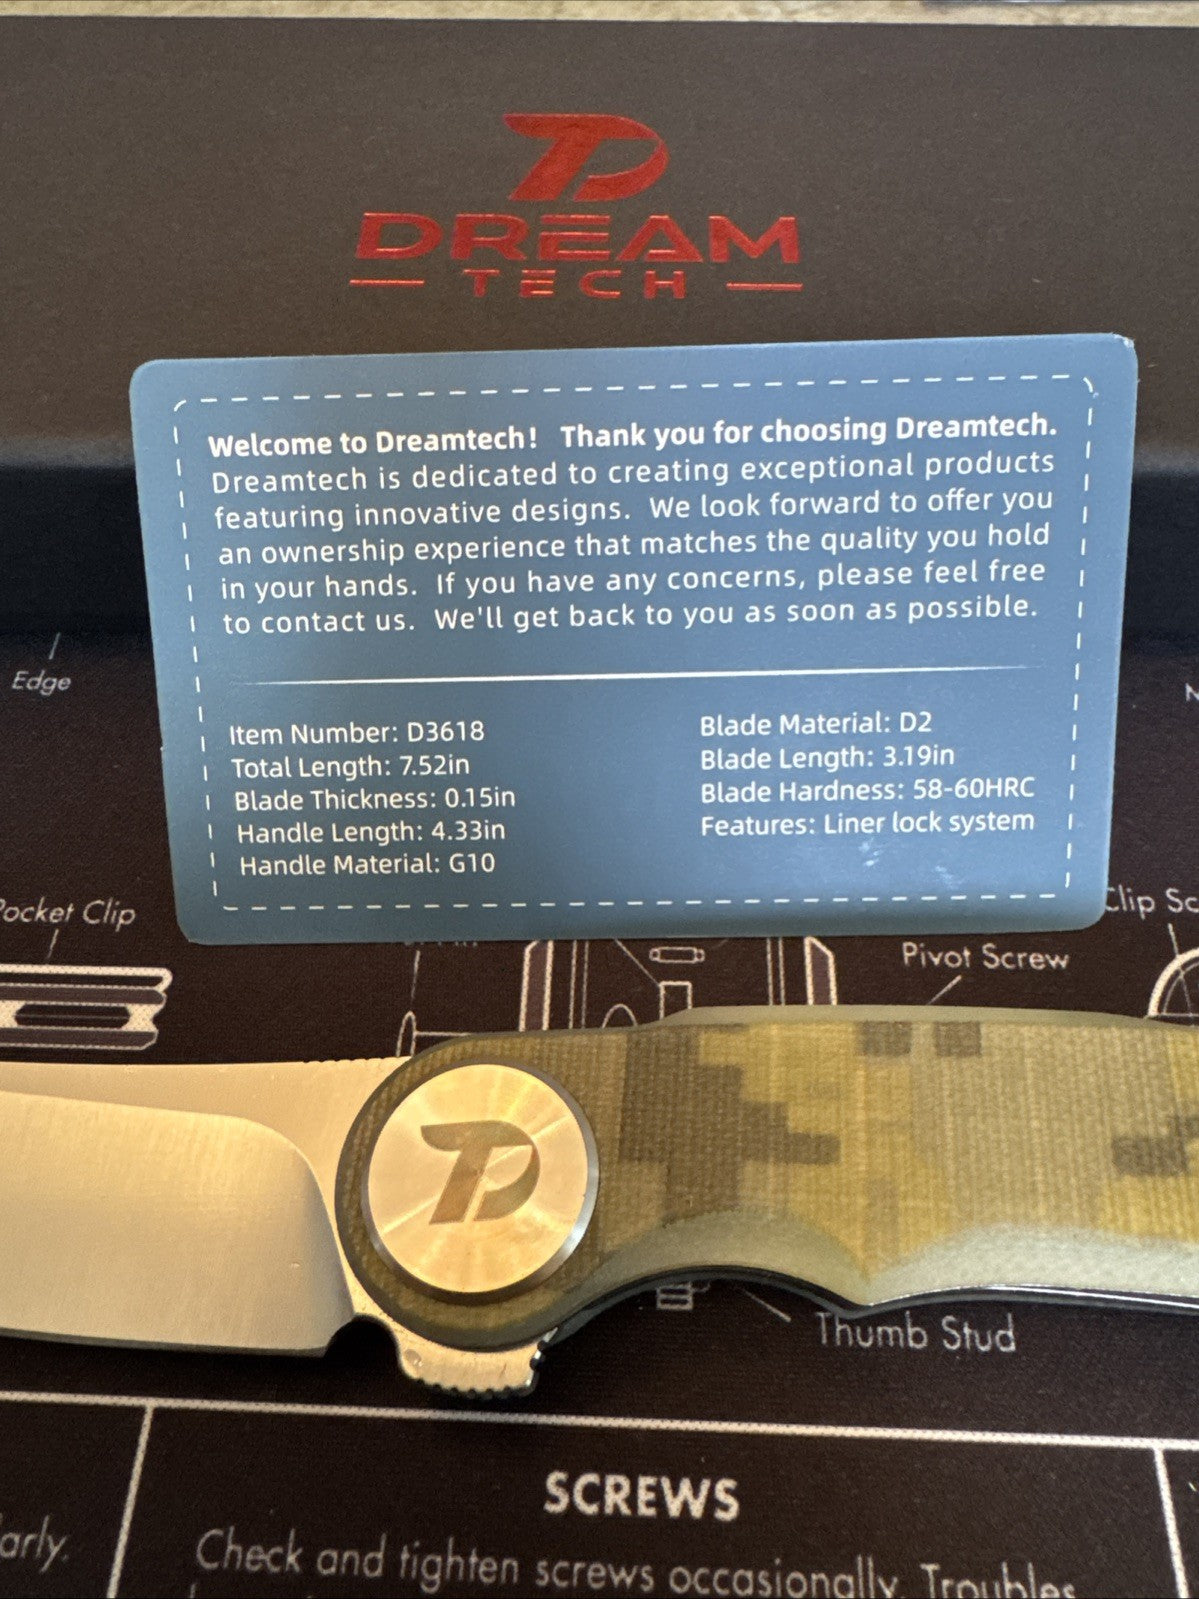 DREAM
TECH
Welcome to Dreamtech! Thank you for choosing Dreamtech.
Dreamtech is dedicated to creating exceptional products
featuring innovative designs. We look forward to offer you
an ownership experience that matches the quality you hold
in your hands. If you have any concerns, please feel free
to contact us. We'll get back to you as soon as possible.
Item Number: D3618
Total Length: 7.52in
Blade Thickness: 0.15in
Handle Length: 4.33in
Handle Material: G10
Blade Material: D2
Blade Length: 3.19in
Blade Hardness: 58-60HRC
Features: Liner lock system
Edge
Pocket Clip
Pivot Screw
Clip Sc
Thumb Stud
SCREWS
arly.
Check and tighten screws occasionally. Troubles